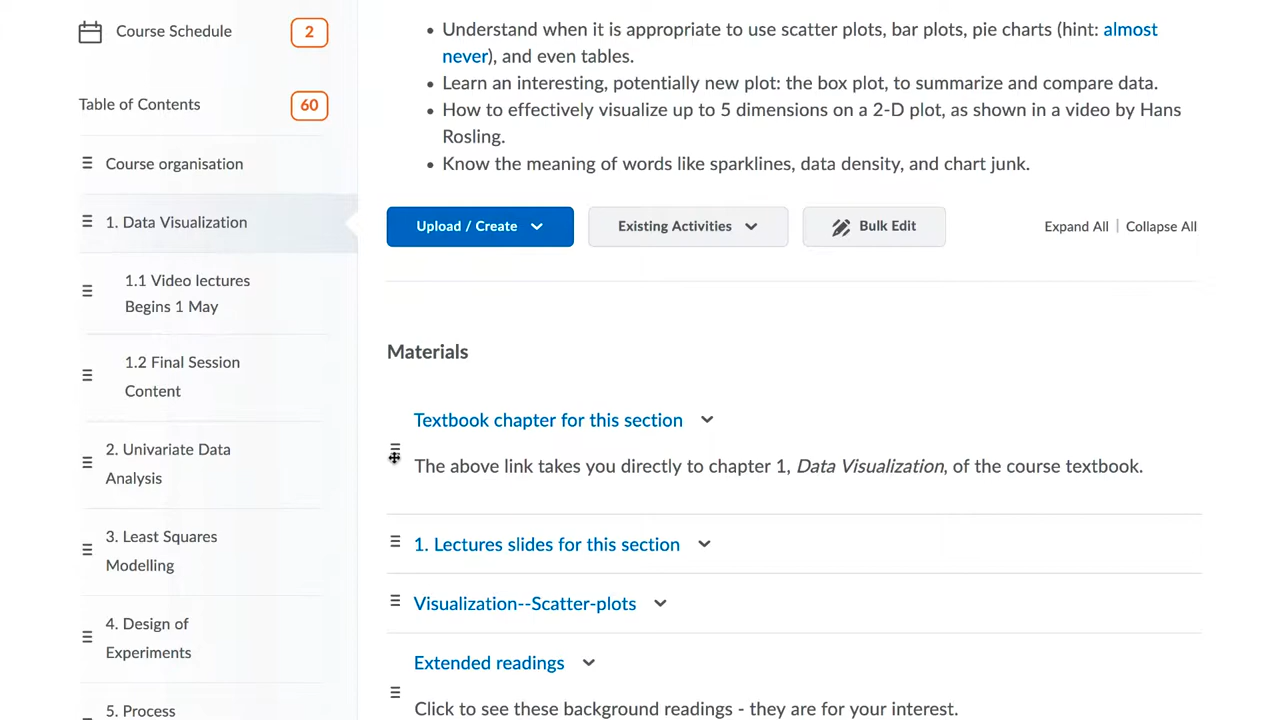 Course Schedule
2
Table of Contents
60
Course organisation
1. Data Visualization
1.1 Video lectures
Begins 1 May
1.2 Final Session
Content
2. Univariate Data
Analysis
3. Least Squares
Modelling
4. Design of
Experiments
5. Process
Understand when it is appropriate to use scatter plots, bar plots, pie charts (hint: almost
never), and even tables.
Learn an interesting, potentially new plot: the box plot, to summarize and compare data.
How to effectively visualize up to 5 dimensions on a 2-D plot, as shown in a video by Hans
Rosling.
Know the meaning of words like sparklines, data density, and chart junk.
Upload / Create
Existing Activities
Bulk Edit
Expand All | Collapse All
Materials
Textbook chapter for this section
The above link takes you directly to chapter 1, Data Visualization, of the course textbook.
1. Lectures slides for this section
Visualization--Scatter-plots
Extended readings
Click to see these background readings - they are for your interest.